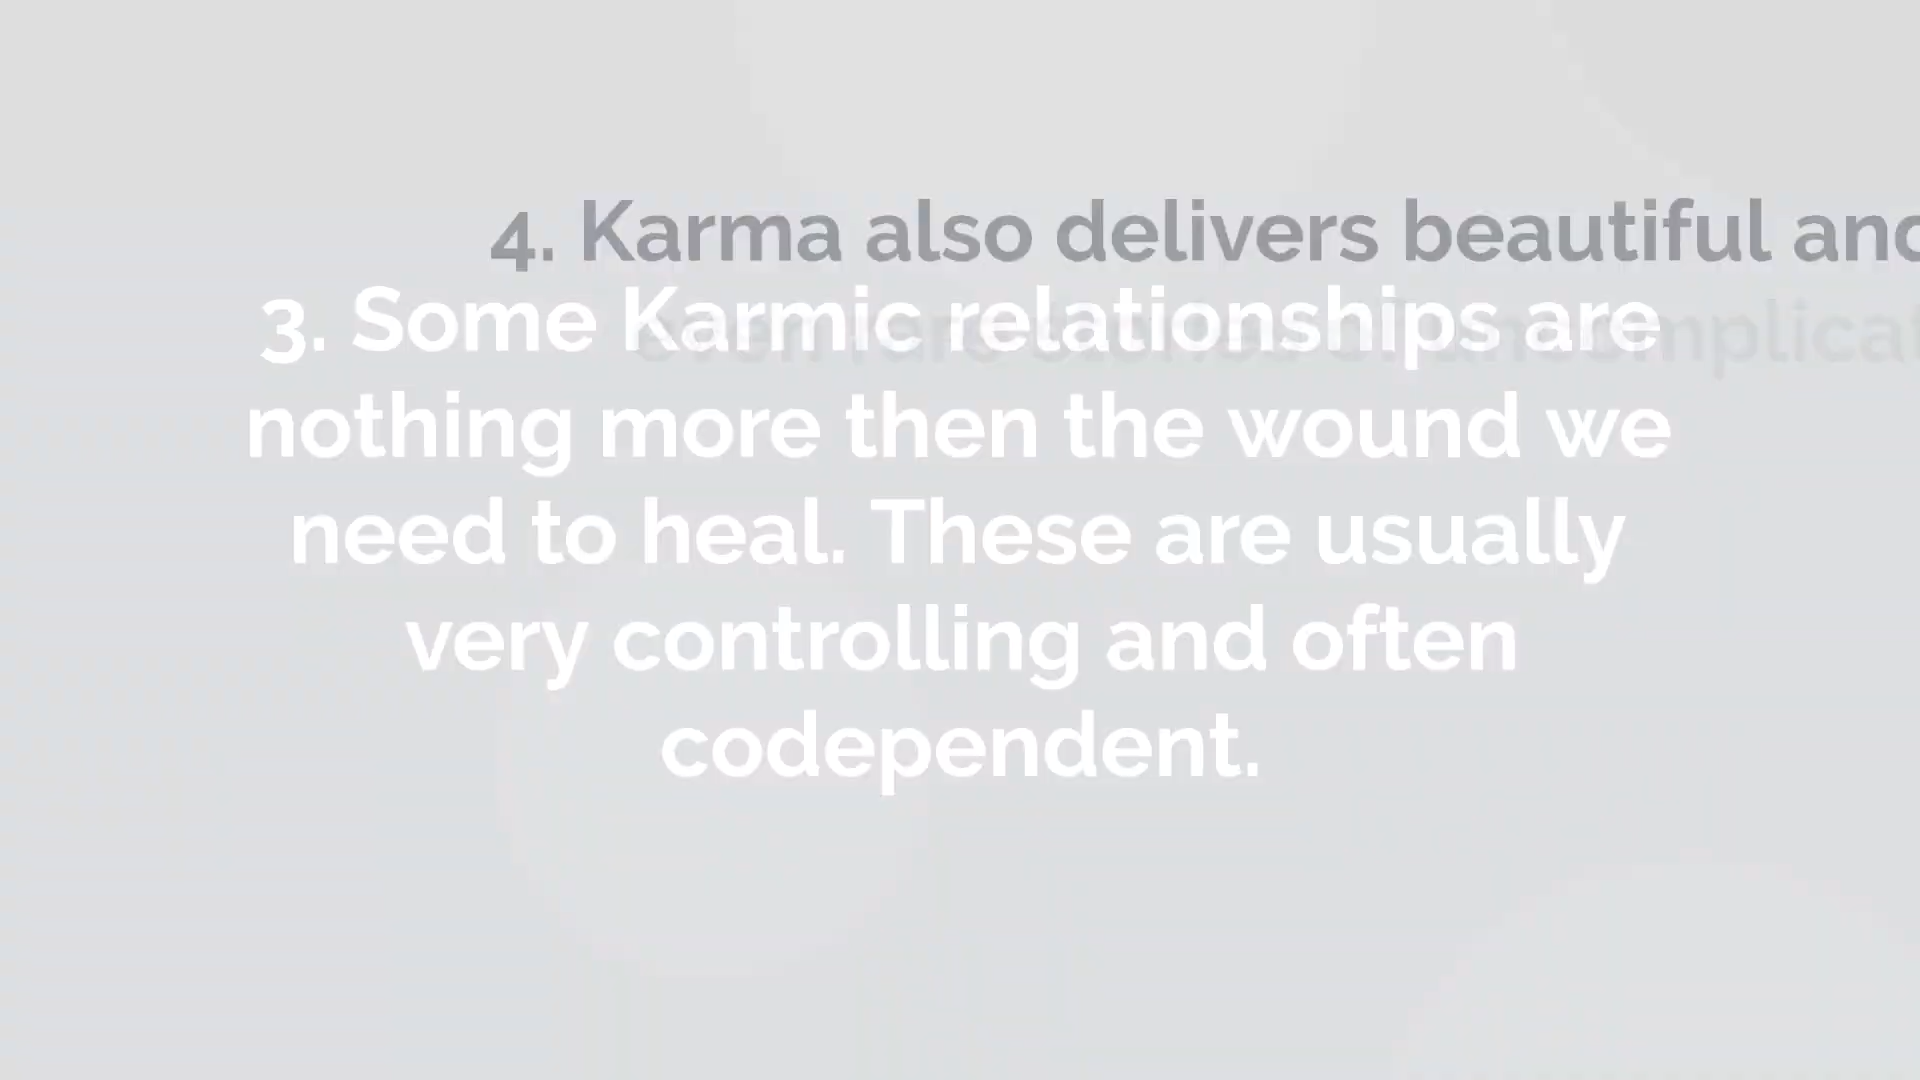 4. Karma also delivers beautiful and
3. Some Karmic relationships are
nothing more then the wound we
need to heal. These are usually
very controlling and often
codependent.